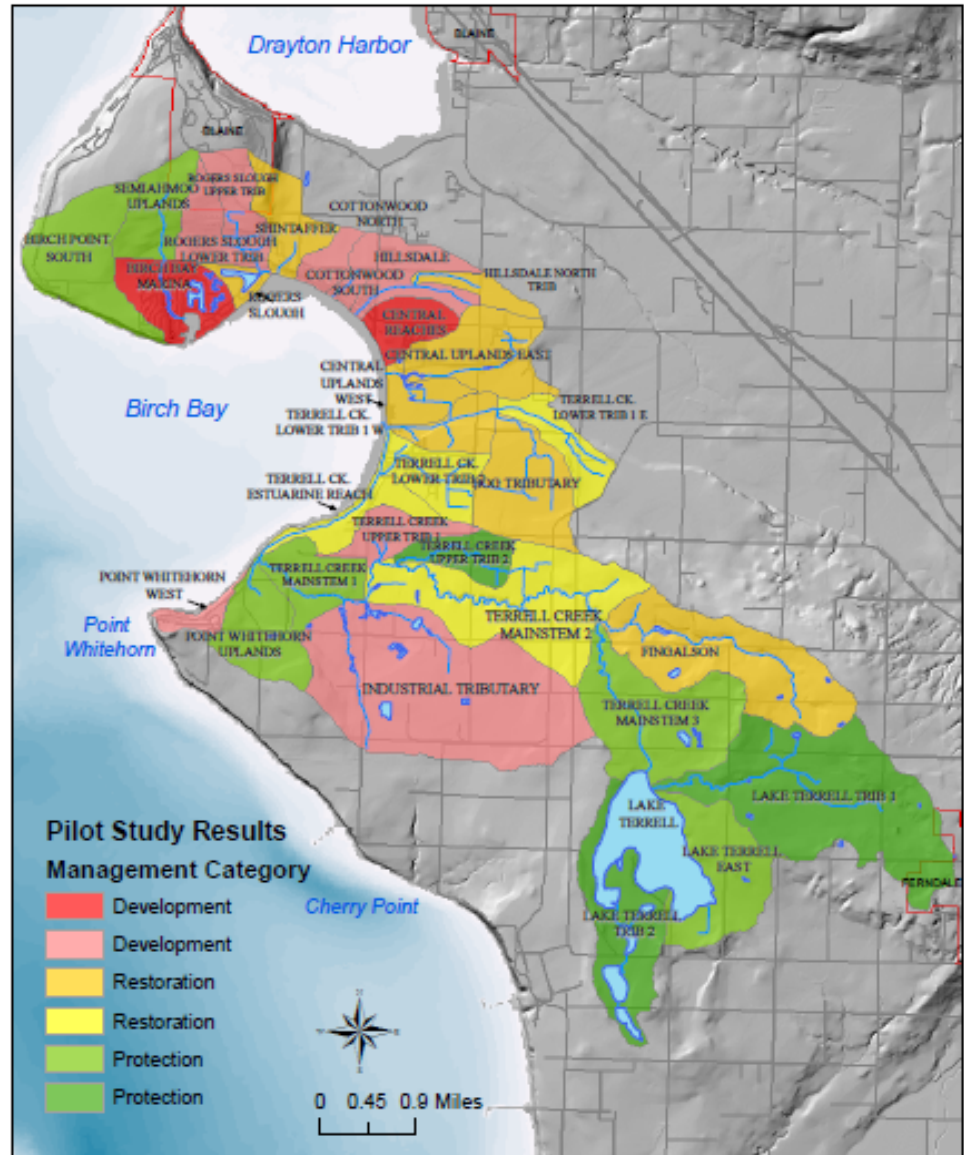 Drayton Harbor
BLAINE
BLAINE
ROGERS SLOUGH
UPPER TRIB
SEMIAHMOO
UPLANDS
COTTONWOOD
NORTH
SHINTAFFER
BIRCH POINT
SOUTH
ROGERS SLOUGH
LOWER TRIB
HILLSDALE
BIRCH BAY
MARINA
COTTONWOOD
SOUTH
HILLSDALE NORTH
TRIB
ROGERS
SLOUGH
CENTRAL
REACHES
CENTRAL UPLANDS EAST
CENTRAL
UPLANDS
WEST
Birch Bay
TERRELL CK.
LOWER TRIB 1 E
TERRELL CK.
LOWER TRIB 1 W
TERRELL CK.
LOWER TRIB 2
TRIBUTARY
TERRELL CK.
ESTUARINE REACH
TERRELL CREEK
UPPER TRIB 1
TERRELL CREEK
UPPER TRIB 2
TERRELL CREEK
MAINSTEM 1
POINT WHITEHORN
WEST
Point
Whitehorn
TERRELL CREEK
MAINSTEM 2
POINT WHITEHORN
UPLANDS
FINGALSON
INDUSTRIAL TRIBUTARY
TERRELL CREEK
MAINSTEM 3
LAKE TERRELL TRIB 1
LAKE
TERRELL
LAKE TERRELL
EAST
FERNDALE
LAKE TERRELL
TRIB 2
Cherry Point
Pilot Study Results
Management Category
Development
Development
Restoration
Restoration
Protection
Protection
0 0.45 0.9 Miles